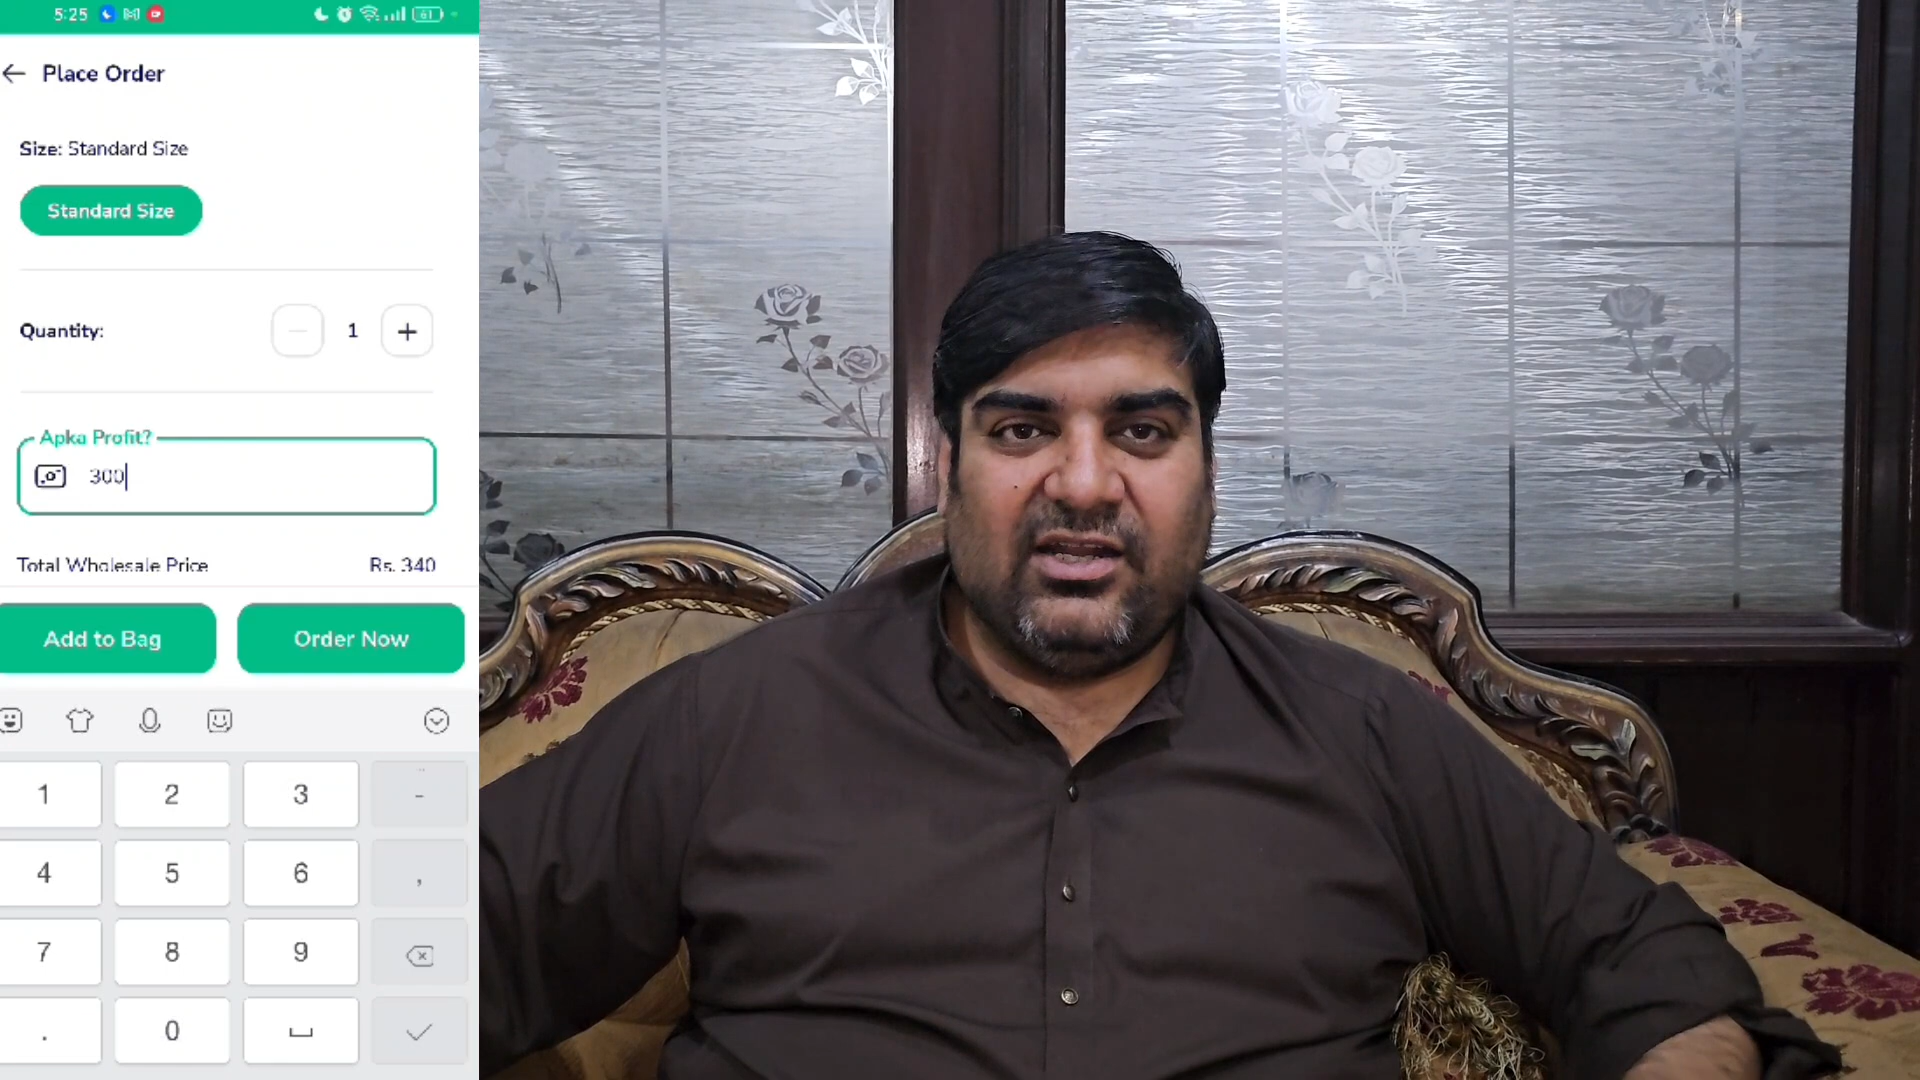 5:25
61
Place Order
Size: Standard Size
Standard Size
Quantity:
1
Apka Profit?
300
Total Wholesale Price Rs. 340
Add to Bag Order Now
1 2 3 -
4 5 6 ,
7 8 9
. 0